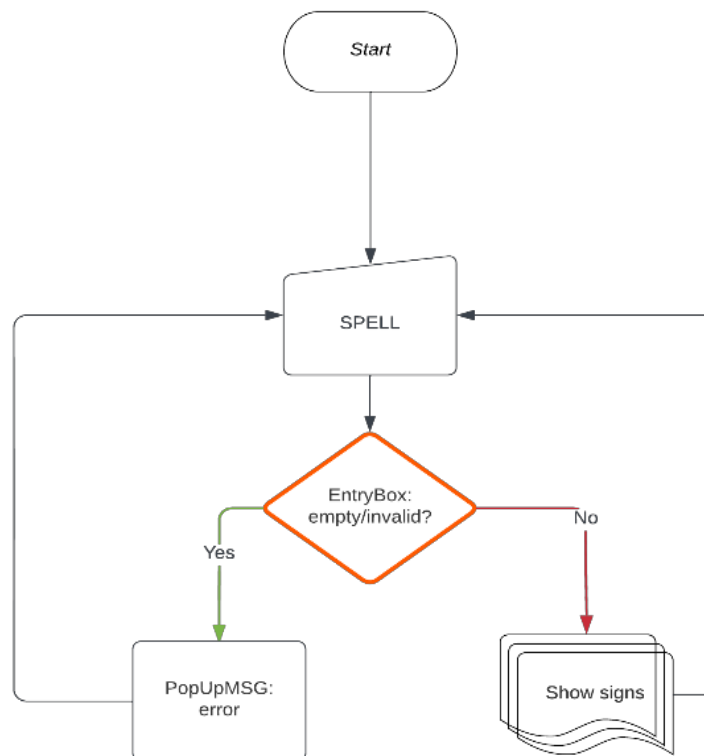 Start
SPELL
EntryBox:
empty/invalid?
Yes
No
PopUpMSG:
error
Show signs